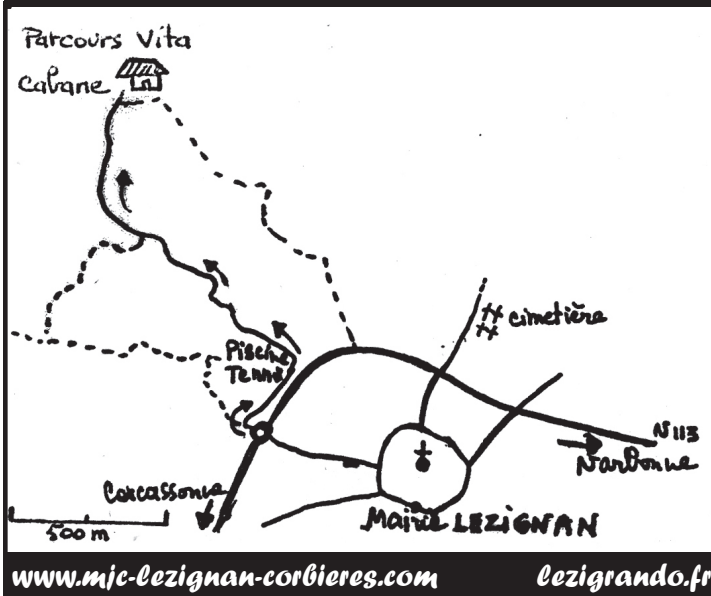 Parcours Vita
Cabane
cimetière
Piscine
Tennis
N113
Narbonne
Carcassonne
Mairie LEZIGNAN
500 m
www.mjc-lezignan-corbieres.com lezigrando.fr